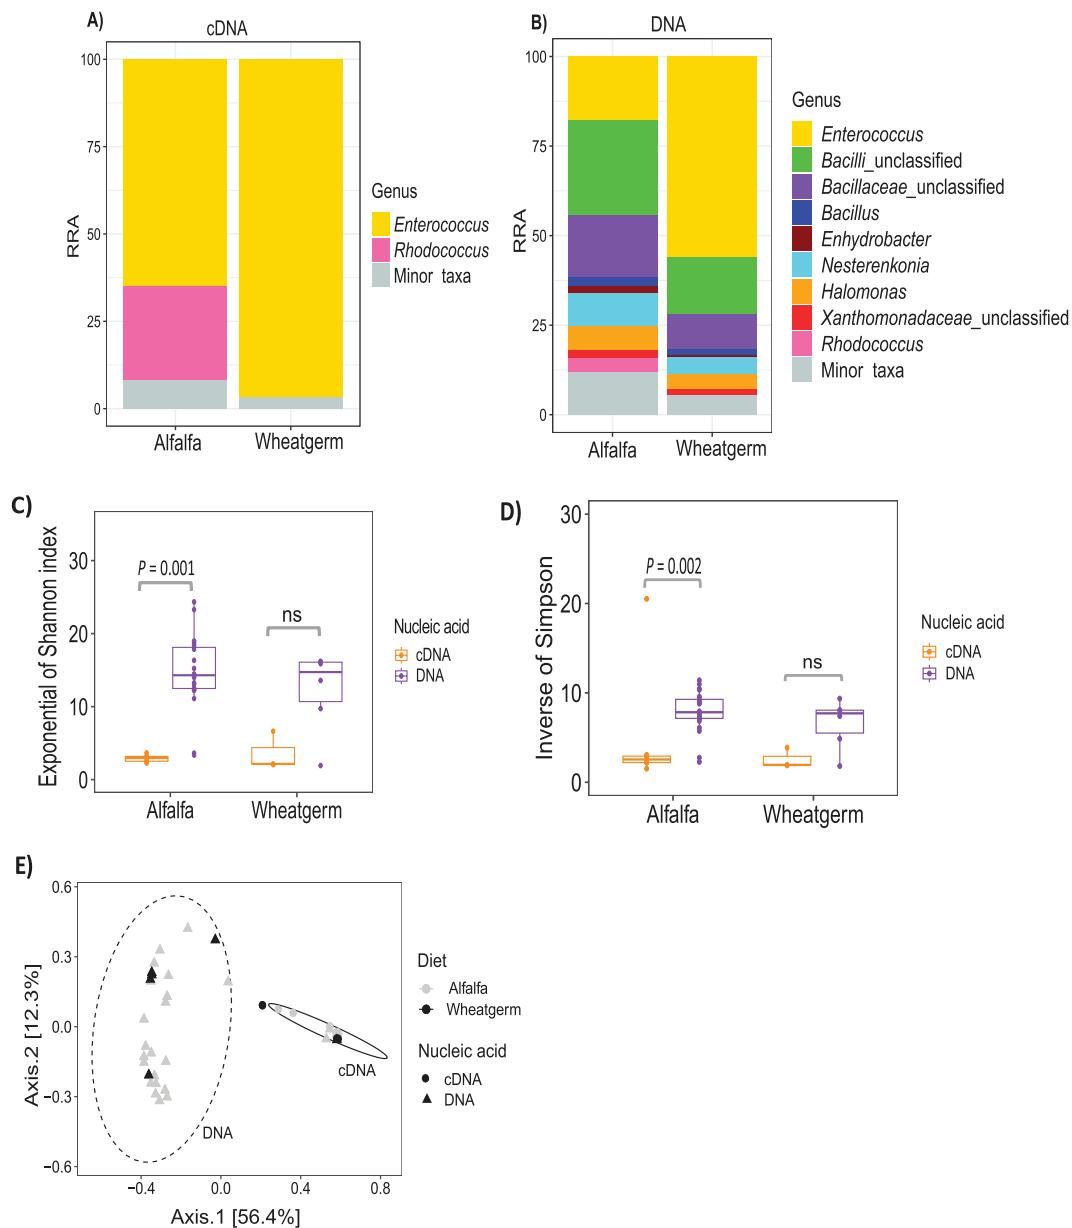 A)
cDNA
100
75
50
25
0
RRA
Alfalfa
Wheatgerm
Genus
Enterococcus
Rhodococcus
Minor taxa
B)
DNA
100
75
50
25
0
RRA
Alfalfa
Wheatgerm
Genus
Enterococcus
Bacilli_unclassified
Bacillaceae_unclassified
Bacillus
Enhydrobacter
Nesterenkonia
Halomonas
Xanthomonadaceae_unclassified
Rhodococcus
Minor taxa
C)
Exponential of Shannon index
30
20
10
0
P = 0.001
ns
Alfalfa
Wheatgerm
Nucleic acid
cDNA
DNA
D)
Inverse of Simpson
30
20
10
0
P = 0.002
ns
Alfalfa
Wheatgerm
Nucleic acid
cDNA
DNA
E)
Axis.2 [12.3%]
0.6
0.3
0.0
−0.3
−0.6
DNA
cDNA
−0.4
0.0
0.4
0.8
Axis.1 [56.4%]
Diet
Alfalfa
Wheatgerm
Nucleic acid
cDNA
DNA